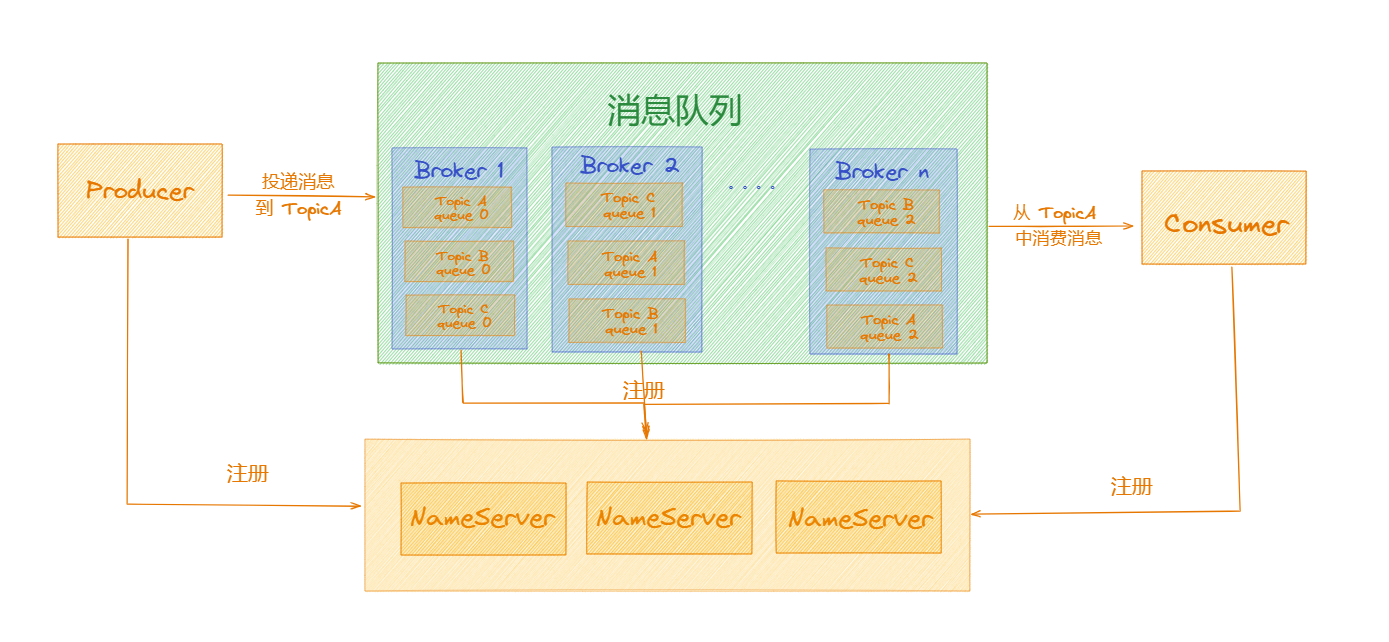 消息队列
Producer
投递消息
到 TopicA
Broker 1
Topic A
queue 0
Topic B
queue 0
Topic C
queue 0
Broker 2
Topic C
queue 1
Topic A
queue 1
Topic B
queue 1
....
Broker n
Topic B
queue 2
Topic C
queue 2
Topic A
queue 2
从 TopicA
中消费消息
Consumer
注册
注册
注册
NameServer
NameServer
NameServer